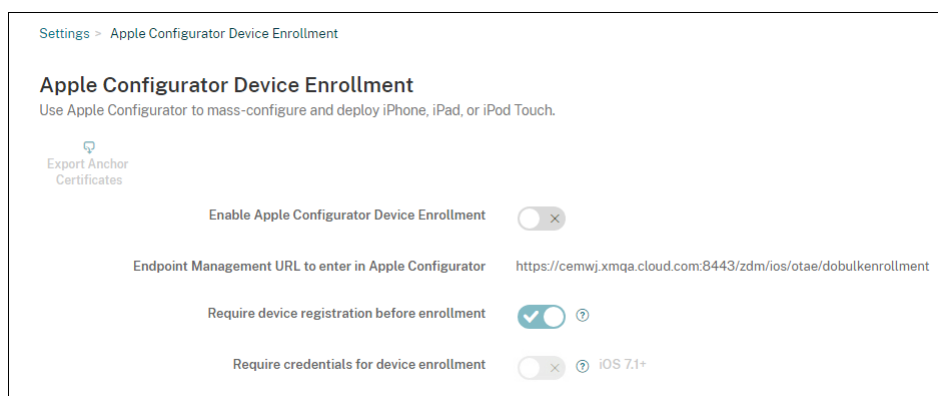 Settings > Apple Configurator Device Enrollment
Apple Configurator Device Enrollment
Use Apple Configurator to mass-configure and deploy iPhone, iPad, or iPod Touch.
Export Anchor
Certificates
Enable Apple Configurator Device Enrollment
Endpoint Management URL to enter in Apple Configurator https://cemwj.xmqa.cloud.com:8443/zdm/ios/otae/dobulkenrollment
Require device registration before enrollment ?
Require credentials for device enrollment ? iOS 7.1+